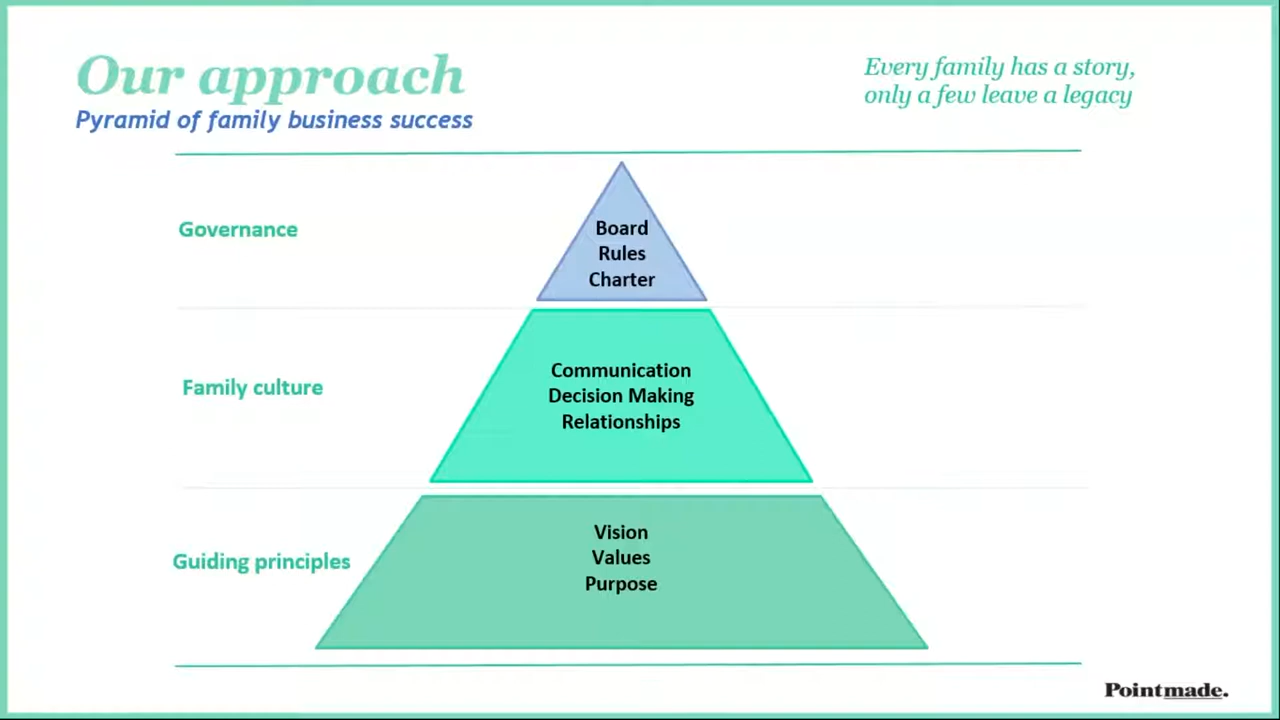 Our approach
Pyramid of family business success
Every family has a story,
only a few leave a legacy
Governance
Board
Rules
Charter
Family culture
Communication
Decision Making
Relationships
Guiding principles
Vision
Values
Purpose
Pointmade.